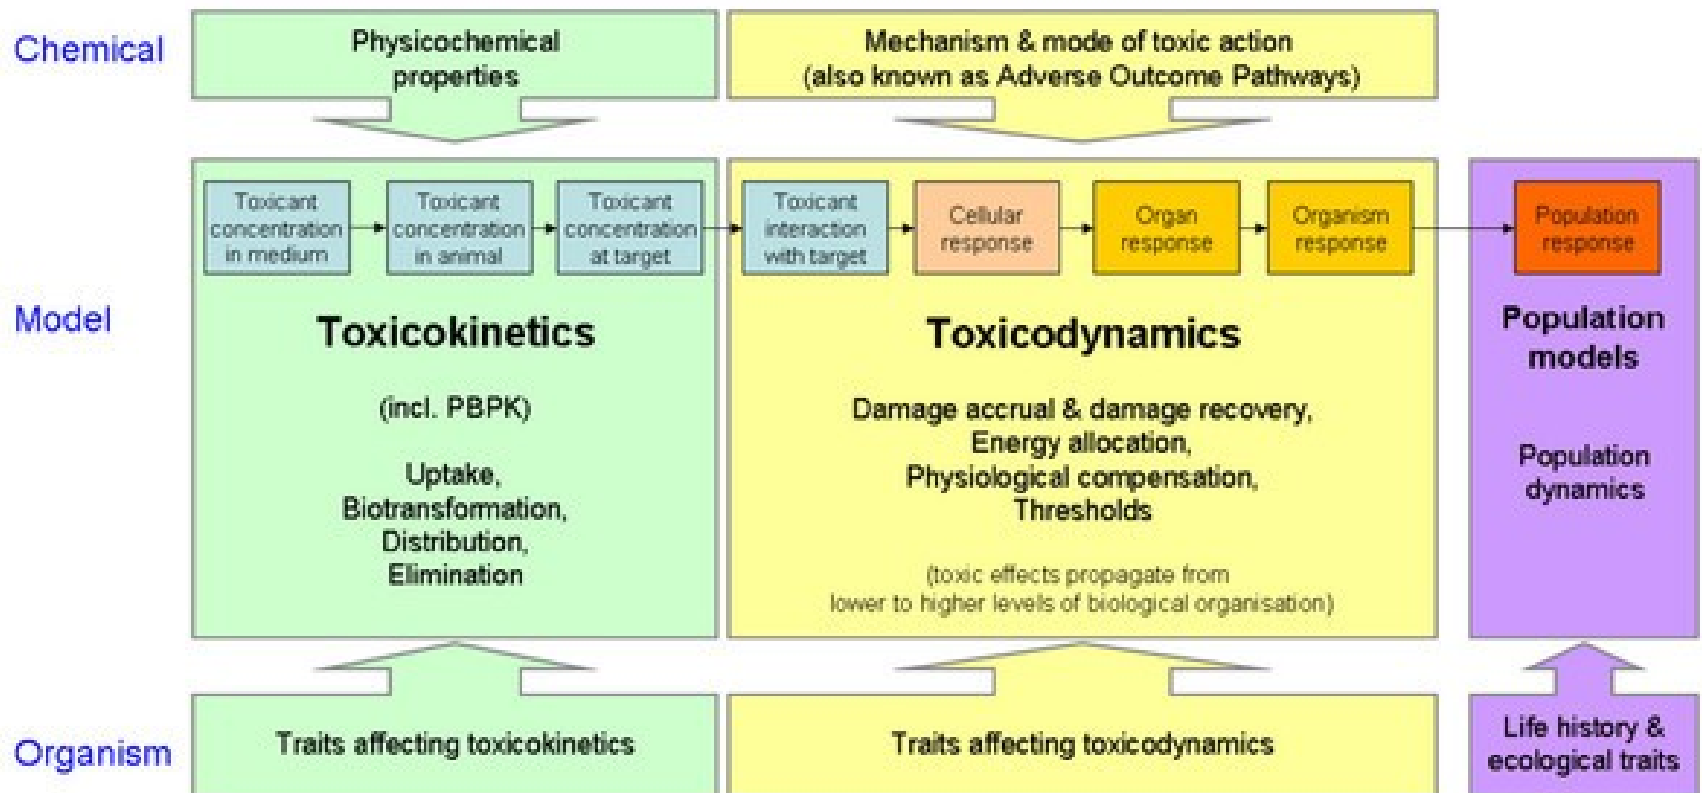 Chemical
Physicochemical
properties
Mechanism & mode of toxic action
(also known as Adverse Outcome Pathways)
Model
Toxicant
concentration
in medium
Toxicant
concentration
in animal
Toxicant
concentration
at target
Toxicant
interaction
with target
Cellular
response
Organ
response
Organism
response
Population
response
Toxicokinetics
(incl. PBPK)
Uptake,
Biotransformation,
Distribution,
Elimination
Toxicodynamics
Damage accrual & damage recovery,
Energy allocation,
Physiological compensation,
Thresholds
(toxic effects propagate from
lower to higher levels of biological organisation)
Population
models
Population
dynamics
Organism
Traits affecting toxicokinetics
Traits affecting toxicodynamics
Life history &
ecological traits